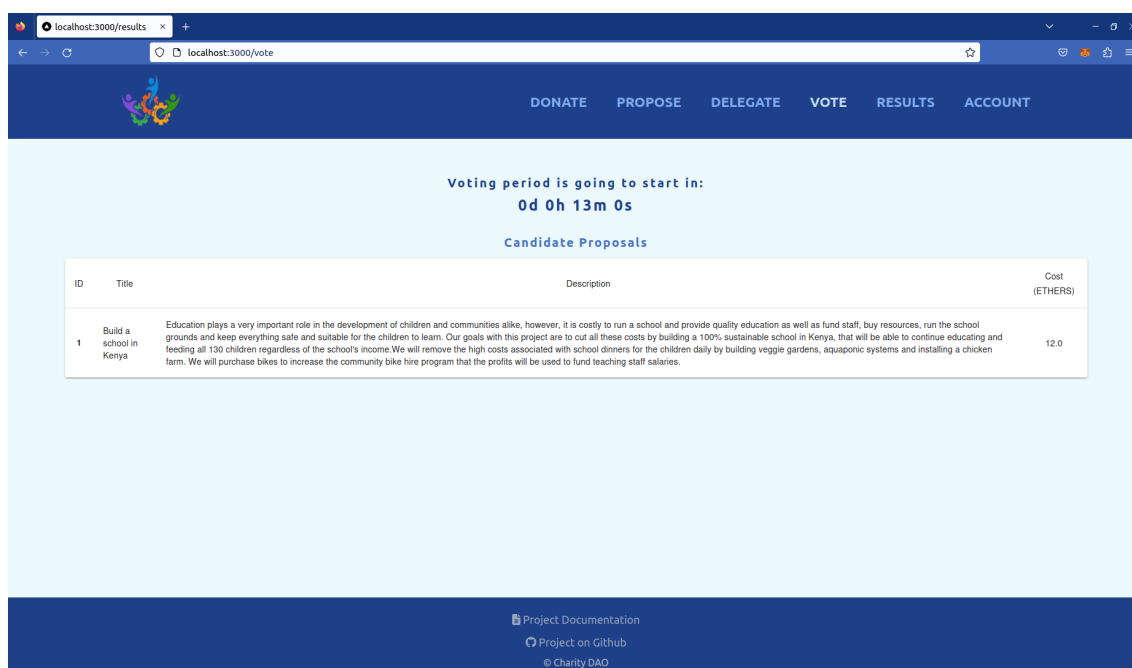 localhost:3000/results
localhost:3000/vote
DONATE PROPOSE DELEGATE VOTE RESULTS ACCOUNT
Voting period is going to start in:
0d 0h 13m 0s
Candidate Proposals
ID Title Description Cost (ETHERS)
1 Build a school in Kenya
Education plays a very important role in the development of children and communities alike, however, it is costly to run a school and provide quality education as well as fund staff, buy resources, run the school
grounds and keep everything safe and suitable for the children to learn. Our goals with this project are to cut all these costs by building a 100% sustainable school in Kenya, that will be able to continue educating and
feeding all 130 children regardless of the school's income.We will remove the high costs associated with school dinners for the children daily by building veggie gardens, aquaponic systems and installing a chicken
farm. We will purchase bikes to increase the community bike hire program that the profits will be used to fund teaching staff salaries.
12.0
Project Documentation
Project on Github
© Charity DAO